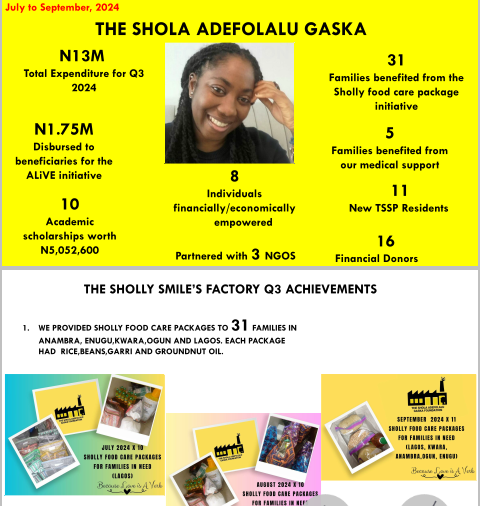 July to September, 2024
THE SHOLA ADEFOLALU GASKA
N13M
Total Expenditure for Q3
2024
N1.75M
Disbursed to
beneficiaries for the
ALiVE initiative
10
Academic
scholarships worth
N5,052,600
8
Individuals
financially/economically
empowered
Partnered with 3 NGOS
31
Families benefited from the
Sholly food care package
initiative
5
Families benefited from
our medical support
11
New TSSP Residents
16
Financial Donors
THE SHOLLY SMILE'S FACTORY Q3 ACHIEVEMENTS
1. WE PROVIDED SHOLLY FOOD CARE PACKAGES TO 31 FAMILIES IN
ANAMBRA, ENUGU,KWARA,OGUN AND LAGOS. EACH PACKAGE
HAD RICE,BEANS,GARRI AND GROUNDNUT OIL.
JULY 2024 X 10
SHOLLY FOOD CARE PACKAGES
FOR FAMILIES IN NEED
(LAGOS)
Because Love is A Verb
AUGUST 2024 X 10
SHOLLY FOOD CARE PACKAGES
SEPTEMBER 2024 X 11
SHOLLY FOOD CARE PACKAGES
FOR FAMILIES IN NEED
(LAGOS, KWARA,
ANAMBRA,OGUN, ENUGU)
Because Love is A Verb